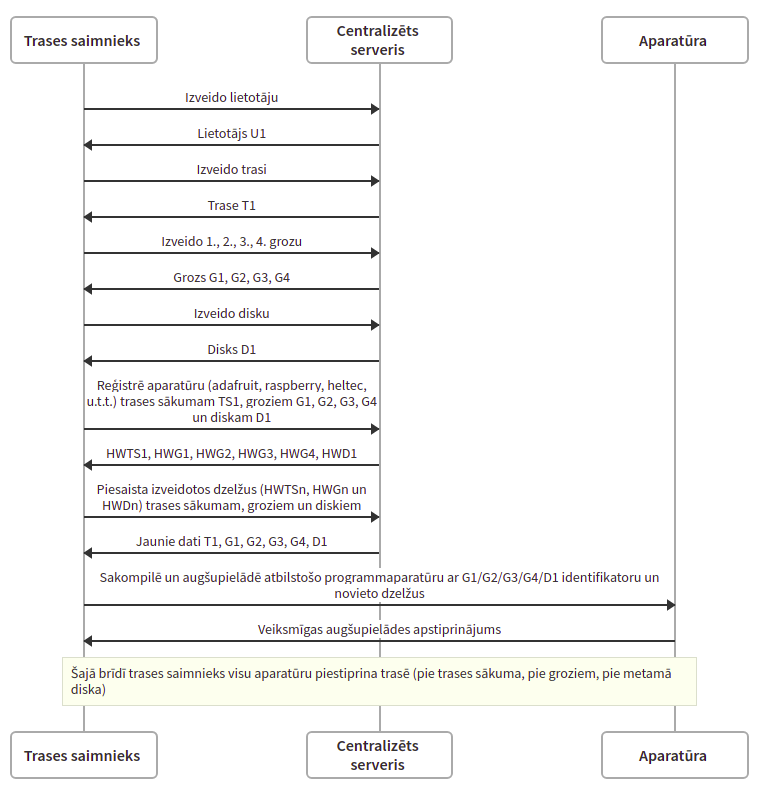 Trases saimnieks
Centralizēts
serveris
Aparatūra
Izveido lietotāju
Lietotājs U1
Izveido trasi
Trase T1
Izveido 1., 2., 3., 4. grozu
Grozs G1, G2, G3, G4
Izveido disku
Disks D1
Reģistrē aparatūru (adafruit, raspberry, heltec,
u.t.t.) trases sākumam TS1, groziem G1, G2, G3, G4
un diskam D1
HWTS1, HWG1, HWG2, HWG3, HWG4, HWD1
Piesaista izveidotos dzelžus (HWTSn, HWGn un
HWDn) trases sākumam, groziem un diskiem
Jaunie dati T1, G1, G2, G3, G4, D1
Sakompilē un augšupielādē atbilstošo programmaparatūru ar G1/G2/G3/G4/D1 identifikatoru un
novieto dzelžus
Veiksmīgas augšupielādes apstiprinājums
Šajā brīdī trases saimnieks visu aparatūru piestiprina trasē (pie trases sākuma, pie groziem, pie metamā
diska)
Trases saimnieks
Centralizēts
serveris
Aparatūra